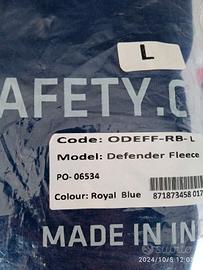 L
AFETY.C
Code: ODEFF-RB-L
Model: Defender Fleece
PO- 06534
Colour: Royal Blue
871873458 017
MADE IN IN
subito
2024/10/5 12:03